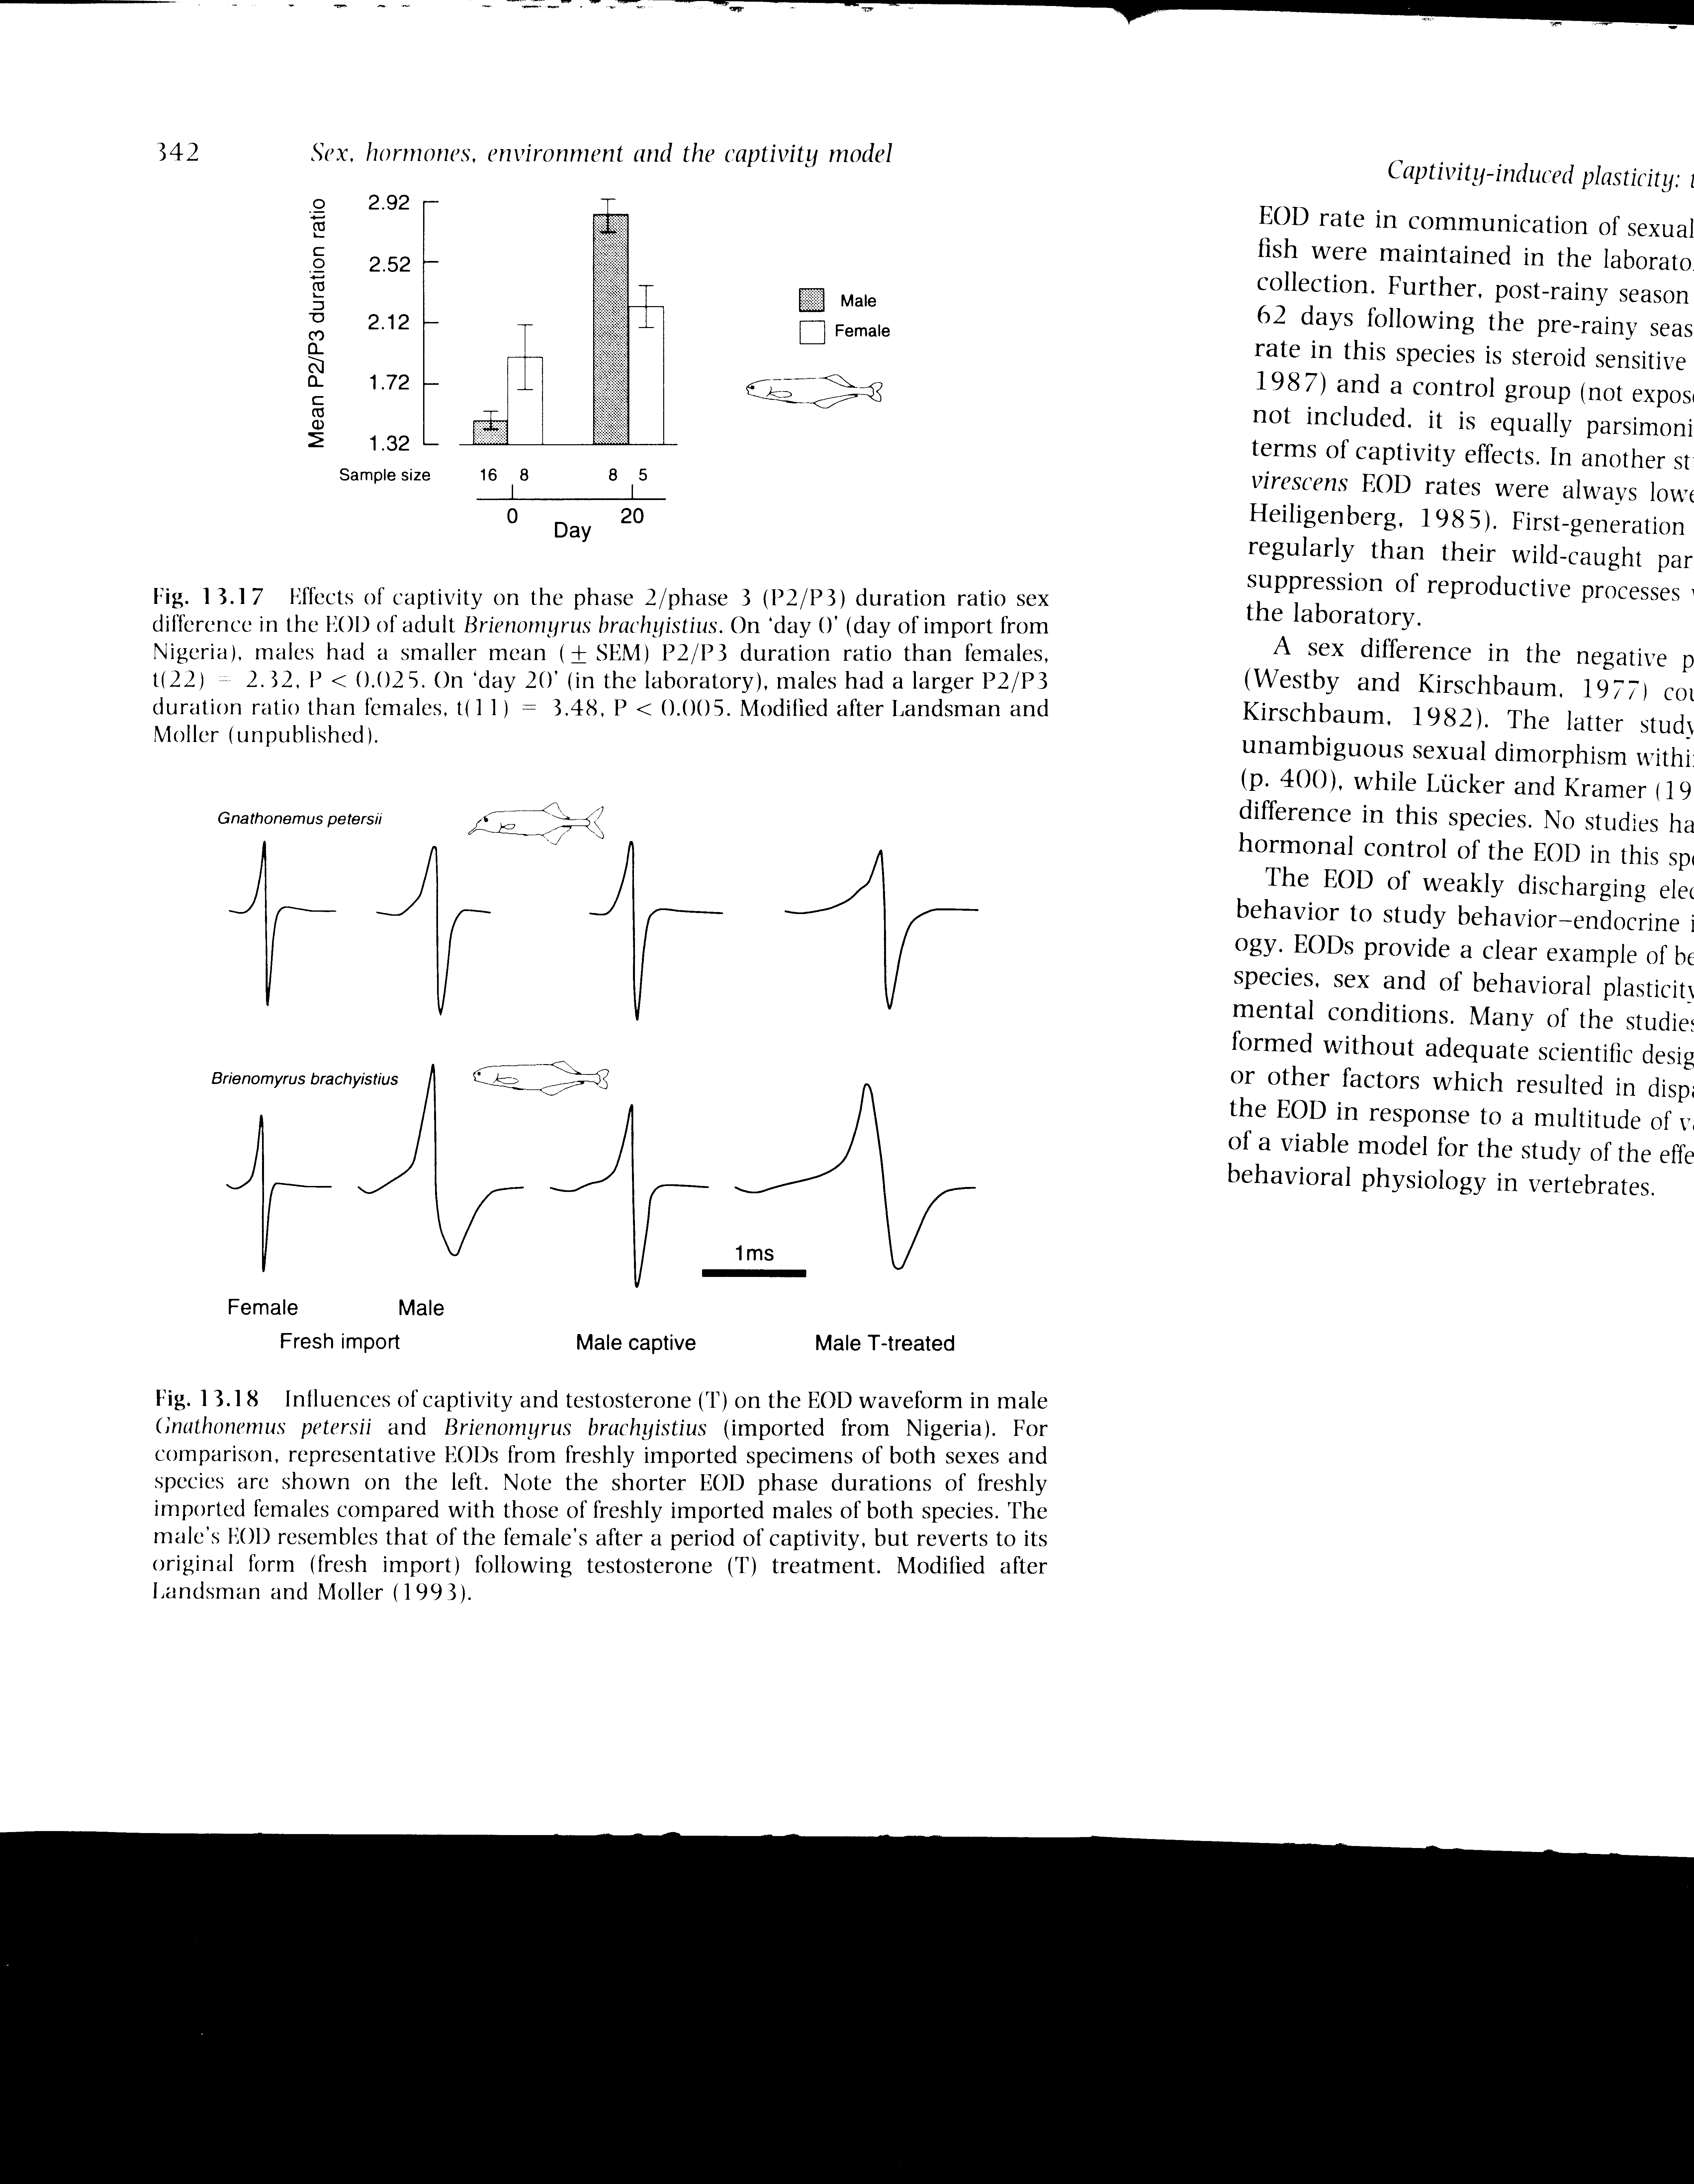 342 Sex, hormones, environment and the captivity model
Mean P2/P3 duration ratio
2.92
2.52
2.12
1.72
1.32
Male
Female
Sample size 16 8 8 5
0 20
Day
Fig. 13.17 Effects of captivity on the phase 2/phase 3 (P2/P3) duration ratio sex
difference in the EOD of adult Brienomyrus brachyistius. On ‘day 0’ (day of import from
Nigeria), males had a smaller mean (± SEM) P2/P3 duration ratio than females,
t(22) = 2.32, P < 0.025. On ‘day 20’ (in the laboratory), males had a larger P2/P3
duration ratio than females, t(11) = 3.48, P < 0.005. Modified after Landsman and
Moller (unpublished).
Gnathonemus petersii
Brienomyrus brachyistius
1ms
Female Male
Fresh import Male captive Male T-treated
Fig. 13.18 Influences of captivity and testosterone (T) on the EOD waveform in male
Gnathonemus petersii and Brienomyrus brachyistius (imported from Nigeria). For
comparison, representative EODs from freshly imported specimens of both sexes and
species are shown on the left. Note the shorter EOD phase durations of freshly
imported females compared with those of freshly imported males of both species. The
male's EOD resembles that of the female's after a period of captivity, but reverts to its
original form (fresh import) following testosterone (T) treatment. Modified after
Landsman and Moller (1993).
Captivity-induced plasticity:
EOD rate in communication of sexual
fish were maintained in the
collection. Further, post-rainy season
62 days following the pre-rainy
rate in this species is steroid sensitive
1987) and a control group (not
not included, it is equally
terms of captivity effects. In another
virescens EOD rates were always
Heiligenberg, 1985). First-generation
regularly than their wild-caught
suppression of reproductive processes
the laboratory.
A sex difference in the negative
(Westby and Kirschbaum, 1977)
Kirschbaum, 1982). The latter
unambiguous sexual dimorphism
(p. 400), while Lücker and Kramer
difference in this species. No studies
hormonal control of the EOD in this
The EOD of weakly discharging
behavior to study behavior–endocrine
ogy. EODs provide a clear example of
species, sex and of behavioral
mental conditions. Many of the
formed without adequate scientific
or other factors which resulted in
the EOD in response to a multitude of
of a viable model for the study of the
behavioral physiology in vertebrates.